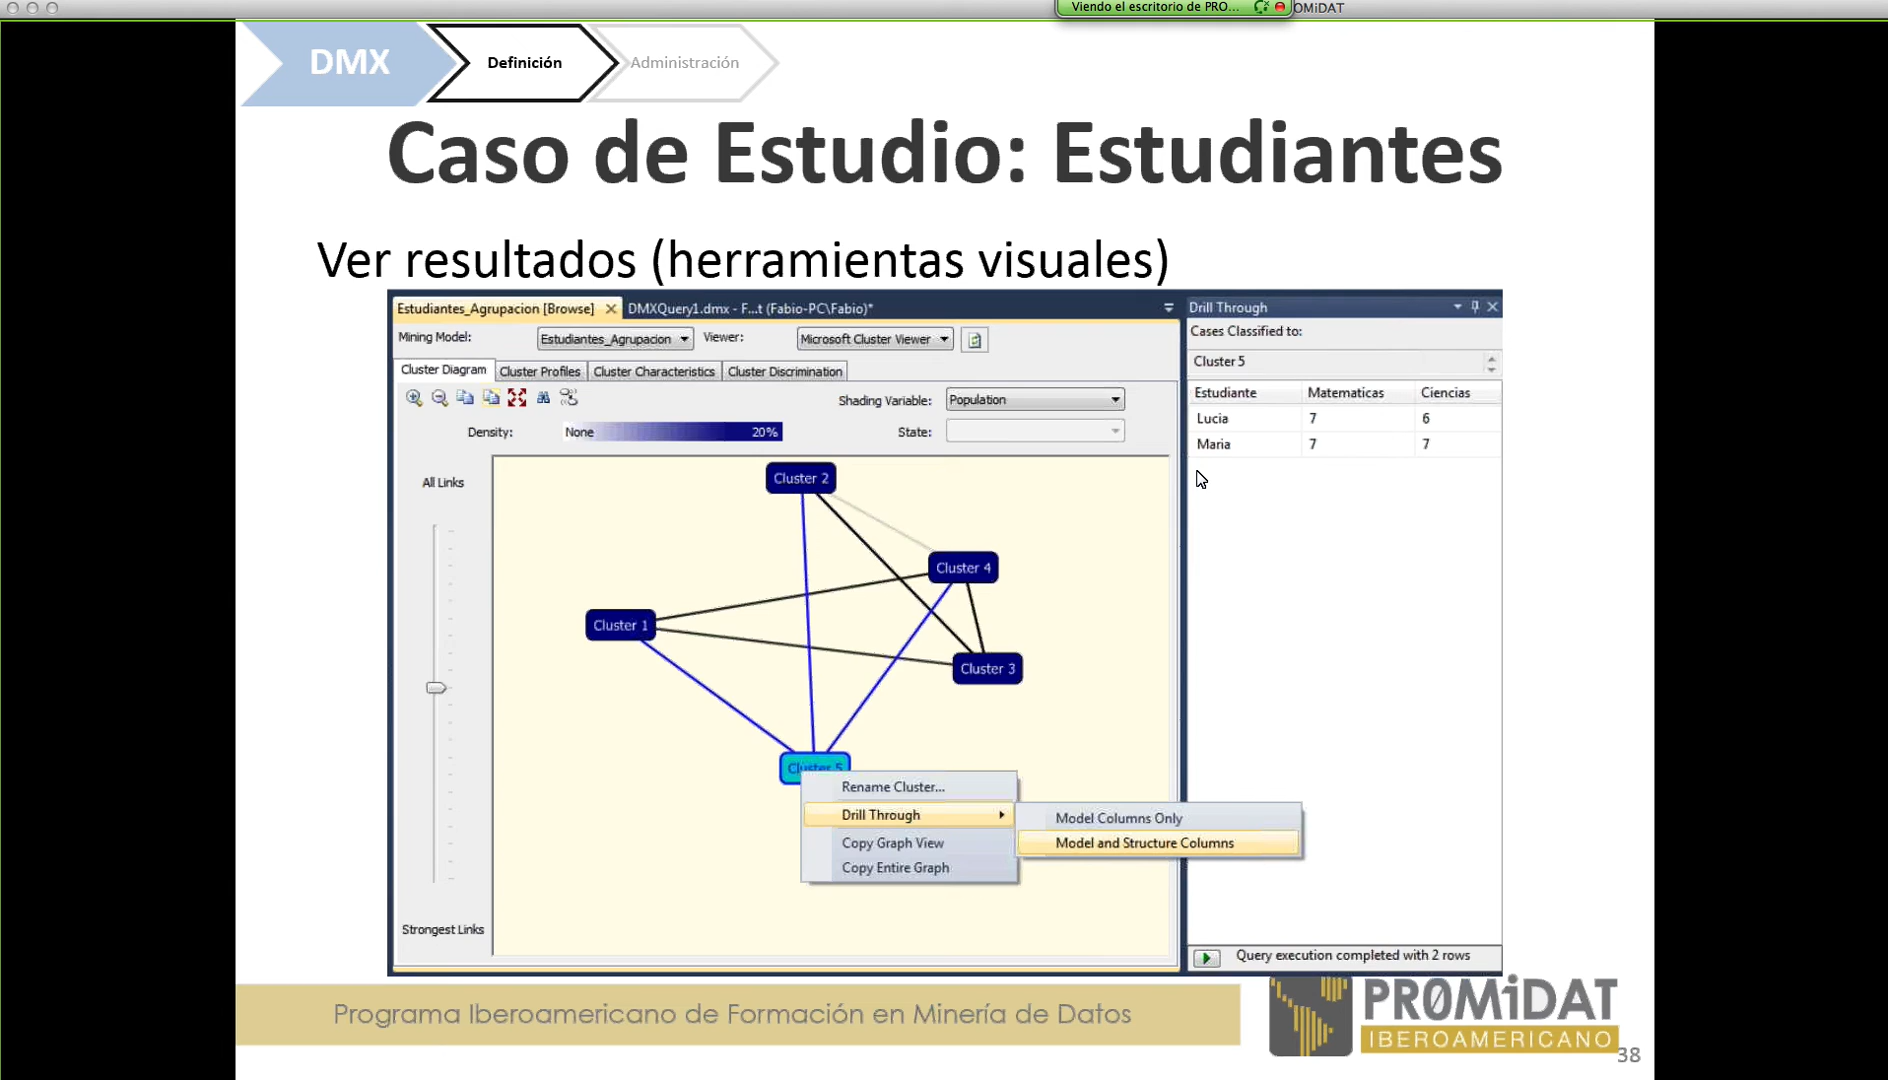 Viendo el escritorio de PRO...
OMiDAT
DMX
Definición
Administración
Caso de Estudio: Estudiantes
Ver resultados (herramientas visuales)
Estudiantes_Agrupacion [Browse]
DMXQuery1.dmx - F...t (Fabio-PC\Fabio)*
Mining Model:
Estudiantes_Agrupacion
Viewer:
Microsoft Cluster Viewer
Cluster Diagram
Cluster Profiles
Cluster Characteristics
Cluster Discrimination
Shading Variable:
Population
Density:
None
20%
State:
All Links
Strongest Links
Cluster 2
Cluster 4
Cluster 1
Cluster 3
Cluster 5
Rename Cluster...
Drill Through
Copy Graph View
Copy Entire Graph
Model Columns Only
Model and Structure Columns
Drill Through
Cases Classified to:
Cluster 5
Estudiante Matematicas Ciencias
Lucia 7 6
Maria 7 7
Query execution completed with 2 rows
Programa Iberoamericano de Formación en Minería de Datos
PROMiDAT
IBEROAMERICANO
38